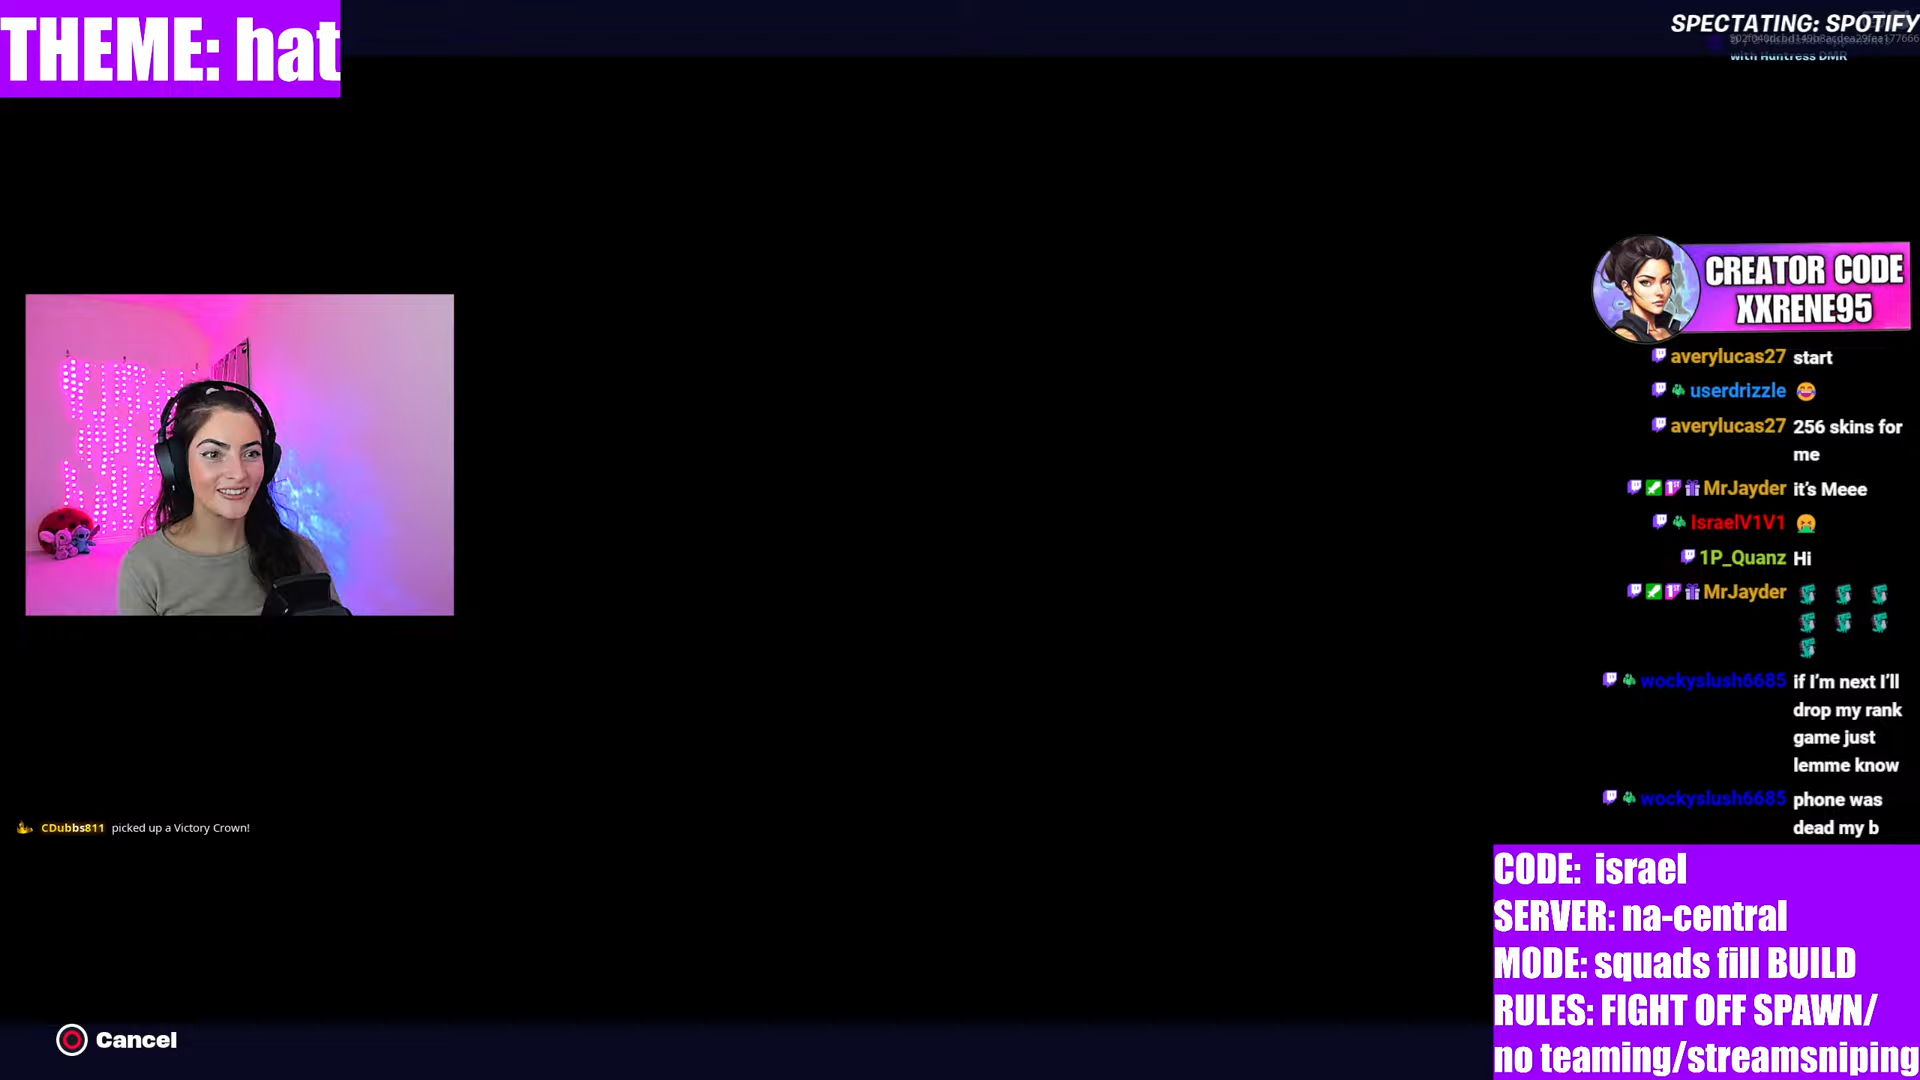 THEME: hat
SPECTATING: SPOTIFY
with Huntress DMR
CREATOR CODE
XXRENE95
averylucas27 start
userdrizzle 😂
averylucas27 256 skins for
me
MrJayder it's Meee
IsraelV1V1 🤮
1P_Quanz Hi
MrJayder
wockyslush6685 if I'm next I'll
drop my rank
game just
lemme know
wockyslush6685 phone was
dead my b
CDubbs811 picked up a Victory Crown!
CODE: israel
SERVER: na-central
MODE: squads fill BUILD
RULES: FIGHT OFF SPAWN/
no teaming/streamsniping
Cancel